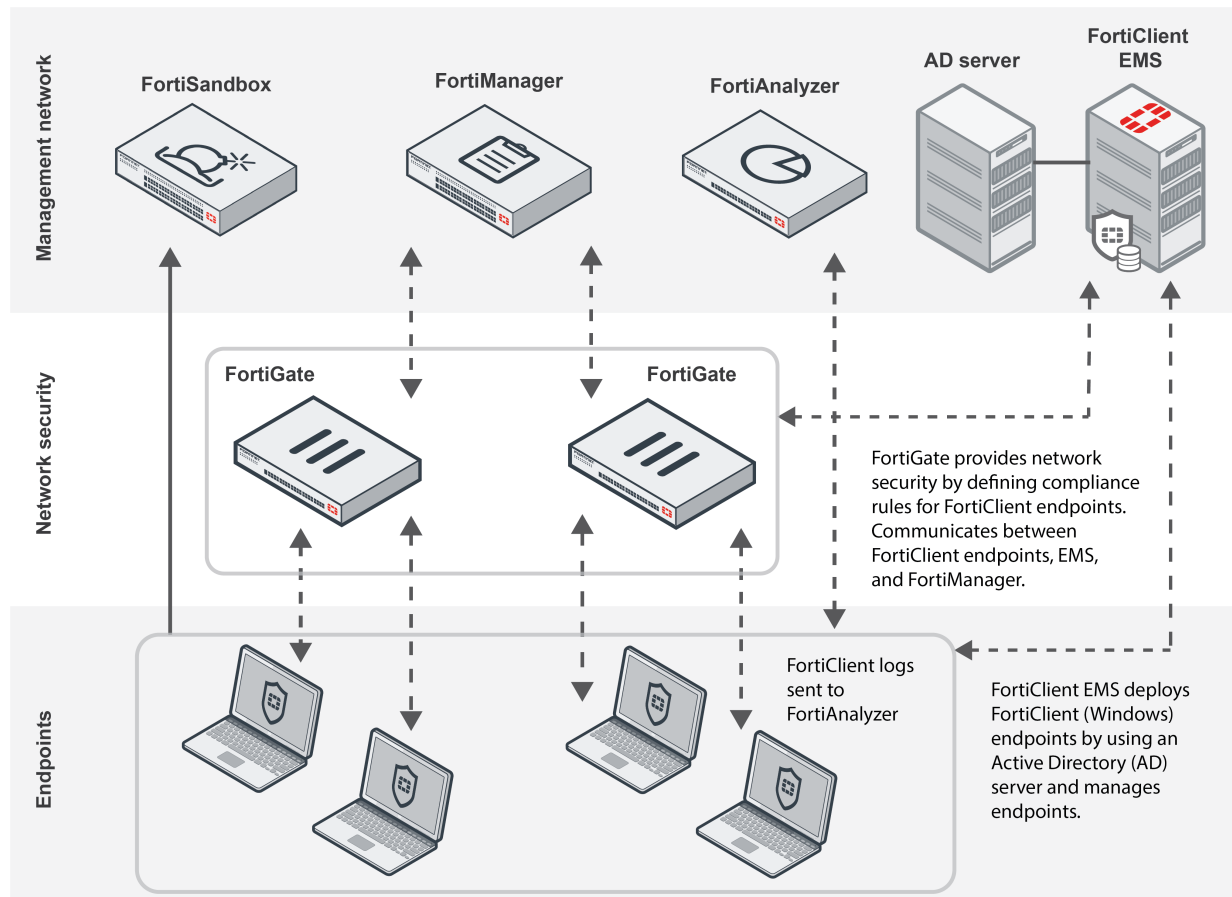 Management network
FortiSandbox
FortiManager
FortiAnalyzer
AD server
FortiClient
EMS
Network security
FortiGate
FortiGate
FortiGate provides network
security by defining compliance
rules for FortiClient endpoints.
Communicates between
FortiClient endpoints, EMS,
and FortiManager.
Endpoints
FortiClient logs
sent to
FortiAnalyzer
FortiClient EMS deploys
FortiClient (Windows)
endpoints by using an
Active Directory (AD)
server and manages
endpoints.